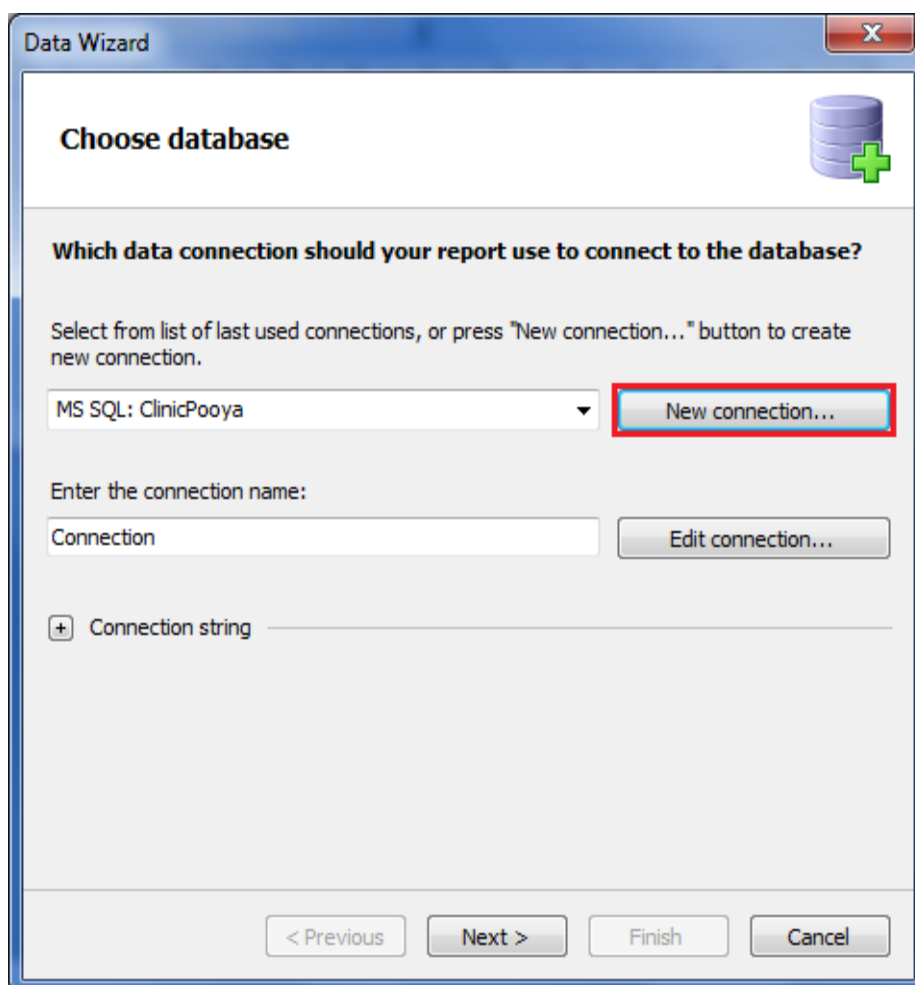 Data Wizard
Choose database
Which data connection should your report use to connect to the database?
Select from list of last used connections, or press "New connection..." button to create
new connection.
MS SQL: ClinicPooya
New connection...
Enter the connection name:
Connection
Edit connection...
Connection string
< Previous
Next >
Finish
Cancel